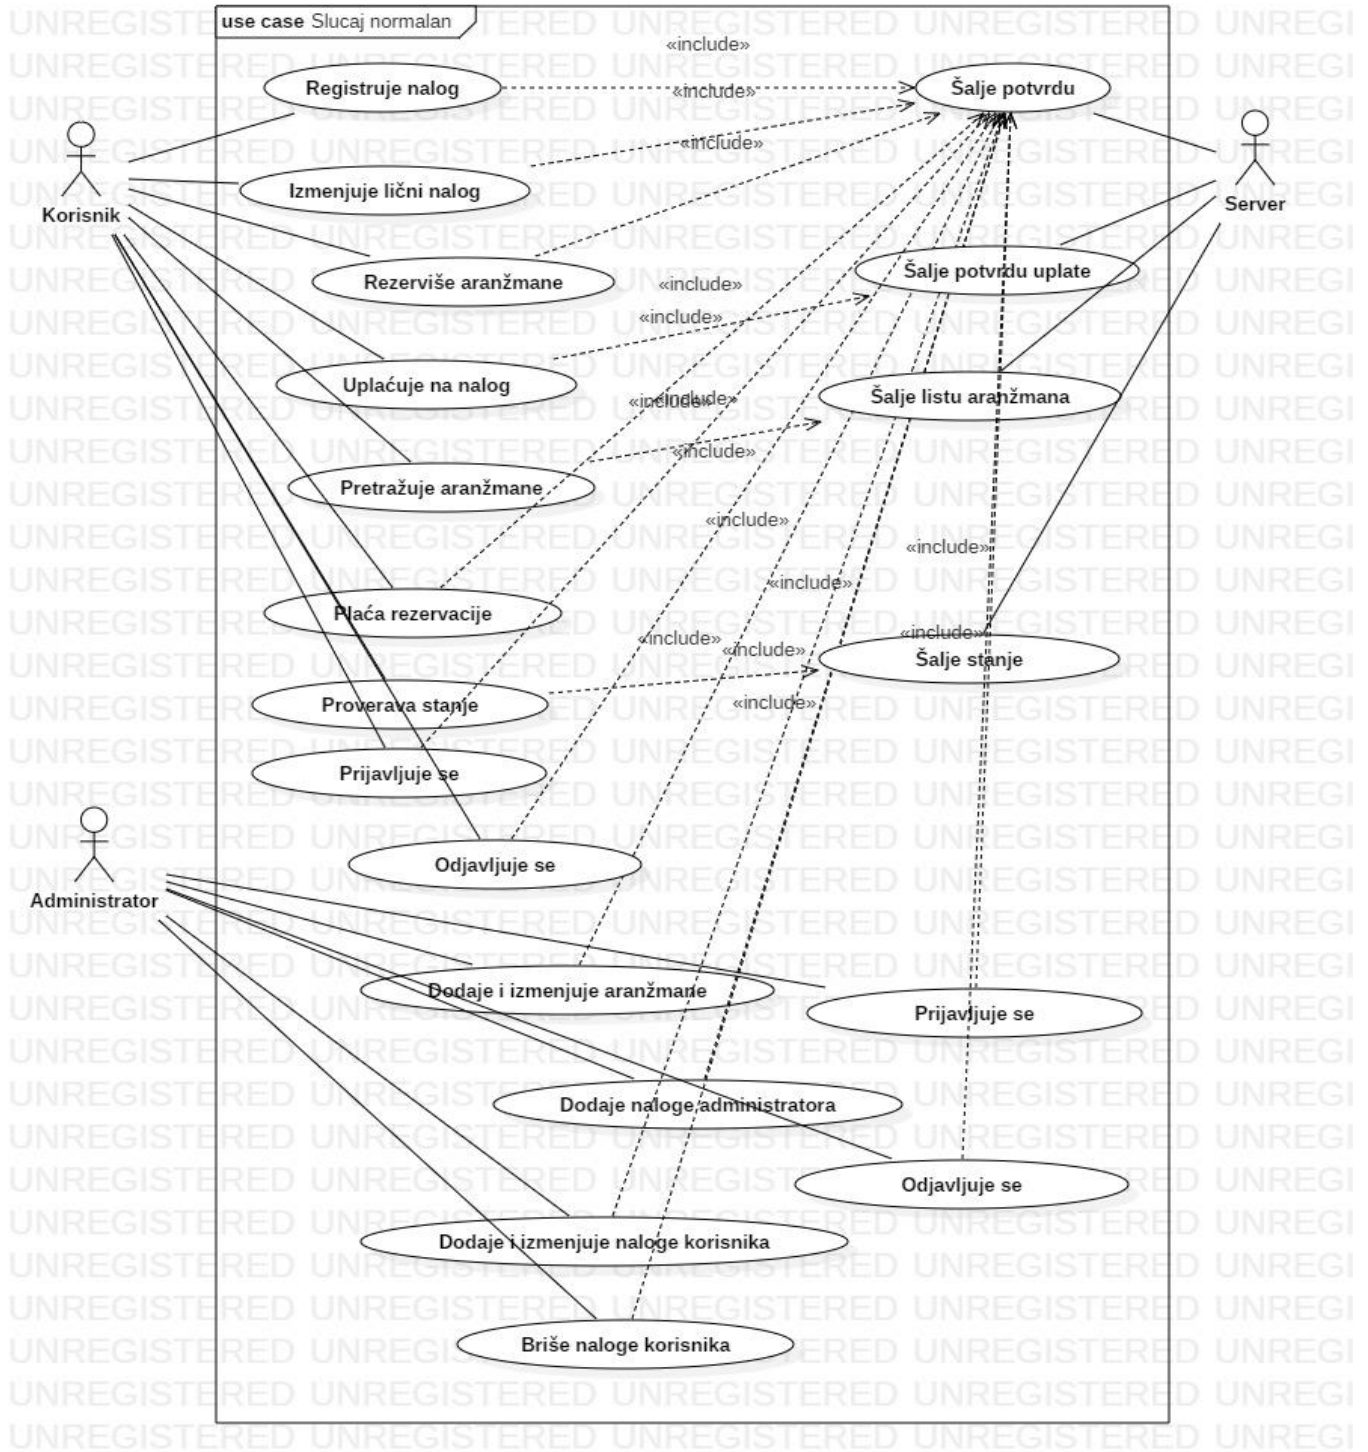 use case Slucaj normalan
«include»
Registruje nalog
«include»
Šalje potvrdu
«include»
Izmenjuje lični nalog
Korisnik
Server
Rezerviše aranžmane
Šalje potvrdu uplate
«include»
«include»
Uplaćuje na nalog
Šalje listu aranžmana
«include»
«include»
«include»
Pretražuje aranžmane
«include»
«include»
«include»
Plaća rezervacije
«include»
«include»
«include»
Šalje stanje
Proverava stanje
«include»
Prijavljuje se
Odjavljuje se
Administrator
Dodaje i izmenjuje aranžmane
Prijavljuje se
Dodaje naloge administratora
Odjavljuje se
Dodaje i izmenjuje naloge korisnika
Briše naloge korisnika
UNREGISTERED